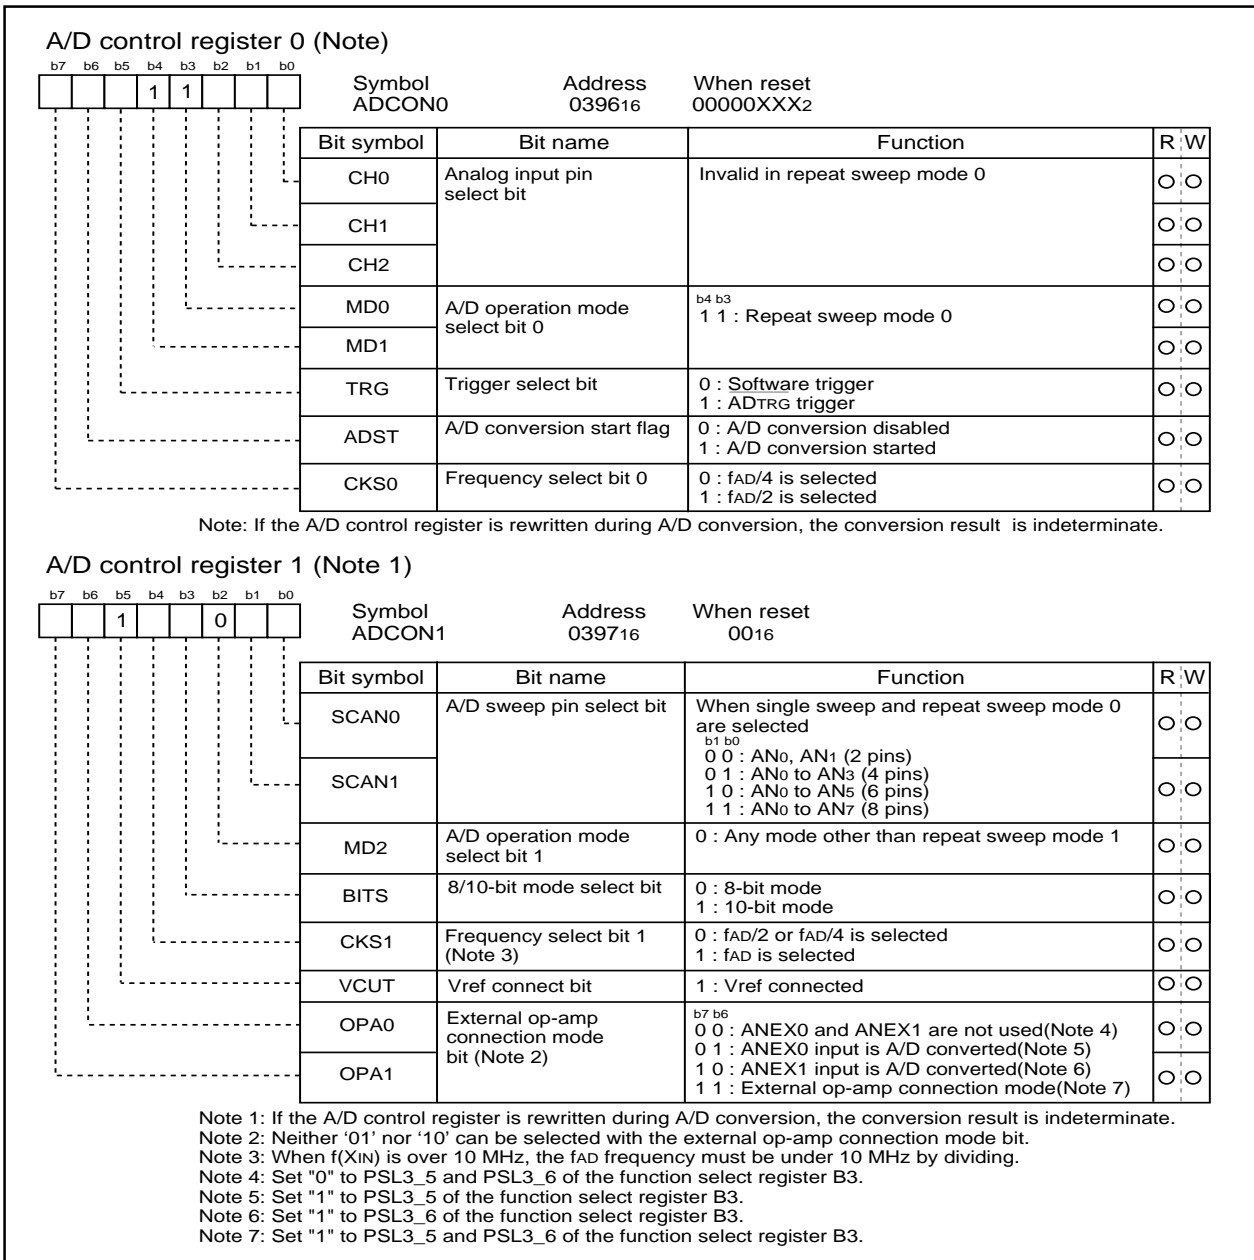 A/D control register 0 (Note)
b7 b6 b5 b4 b3 b2 b1 b0
1 1
Symbol Address When reset
ADCON0 039616 00000XXX2
Bit symbol Bit name Function R W
CH0 Analog input pin select bit Invalid in repeat sweep mode 0
CH1
CH2
MD0 A/D operation mode select bit 0 b4 b3
1 1 : Repeat sweep mode 0
MD1
TRG Trigger select bit 0 : Software trigger
1 : ADTRG trigger
ADST A/D conversion start flag 0 : A/D conversion disabled
1 : A/D conversion started
CKS0 Frequency select bit 0 0 : fAD/4 is selected
1 : fAD/2 is selected
Note: If the A/D control register is rewritten during A/D conversion, the conversion result is indeterminate.
A/D control register 1 (Note 1)
b7 b6 b5 b4 b3 b2 b1 b0
1 0
Symbol Address When reset
ADCON1 039716 0016
Bit symbol Bit name Function R W
SCAN0 A/D sweep pin select bit When single sweep and repeat sweep mode 0
are selected
b1 b0
0 0 : AN0, AN1 (2 pins)
SCAN1 0 1 : AN0 to AN3 (4 pins)
1 0 : AN0 to AN5 (6 pins)
1 1 : AN0 to AN7 (8 pins)
MD2 A/D operation mode select bit 1 0 : Any mode other than repeat sweep mode 1
BITS 8/10-bit mode select bit 0 : 8-bit mode
1 : 10-bit mode
CKS1 Frequency select bit 1 (Note 3) 0 : fAD/2 or fAD/4 is selected
1 : fAD is selected
VCUT Vref connect bit 1 : Vref connected
OPA0 External op-amp connection mode bit (Note 2) b7 b6
0 0 : ANEX0 and ANEX1 are not used(Note 4)
0 1 : ANEX0 input is A/D converted(Note 5)
OPA1 1 0 : ANEX1 input is A/D converted(Note 6)
1 1 : External op-amp connection mode(Note 7)
Note 1: If the A/D control register is rewritten during A/D conversion, the conversion result is indeterminate.
Note 2: Neither ‘01’ nor ‘10’ can be selected with the external op-amp connection mode bit.
Note 3: When f(XIN) is over 10 MHz, the fAD frequency must be under 10 MHz by dividing.
Note 4: Set "0" to PSL3_5 and PSL3_6 of the function select register B3.
Note 5: Set "1" to PSL3_5 of the function select register B3.
Note 6: Set "1" to PSL3_6 of the function select register B3.
Note 7: Set "1" to PSL3_5 and PSL3_6 of the function select register B3.